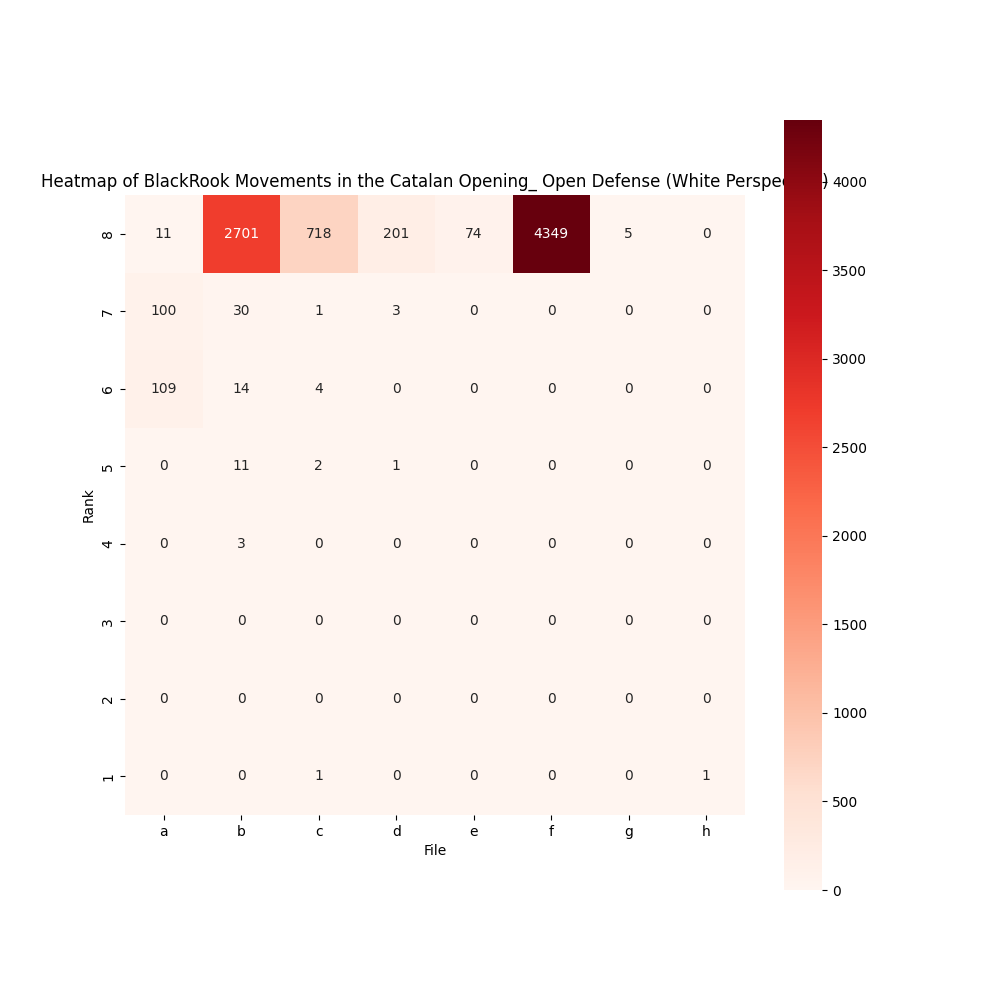 Heatmap of BlackRook Movements in the Catalan Opening_ Open Defense (White
4000
8 11 2701 718 201 74 4349 5 0
3500
7 100 30 1 3 0 0 0 0
3000
6 109 14 4 0 0 0 0 0
2500
5 0 11 2 1 0 0 0 0
Rank
2000
4 0 3 0 0 0 0 0 0
1500
3 0 0 0 0 0 0 0 0
1000
2 0 0 0 0 0 0 0 0
500
1 0 0 1 0 0 0 0 1
a b c d e f g h
File
0